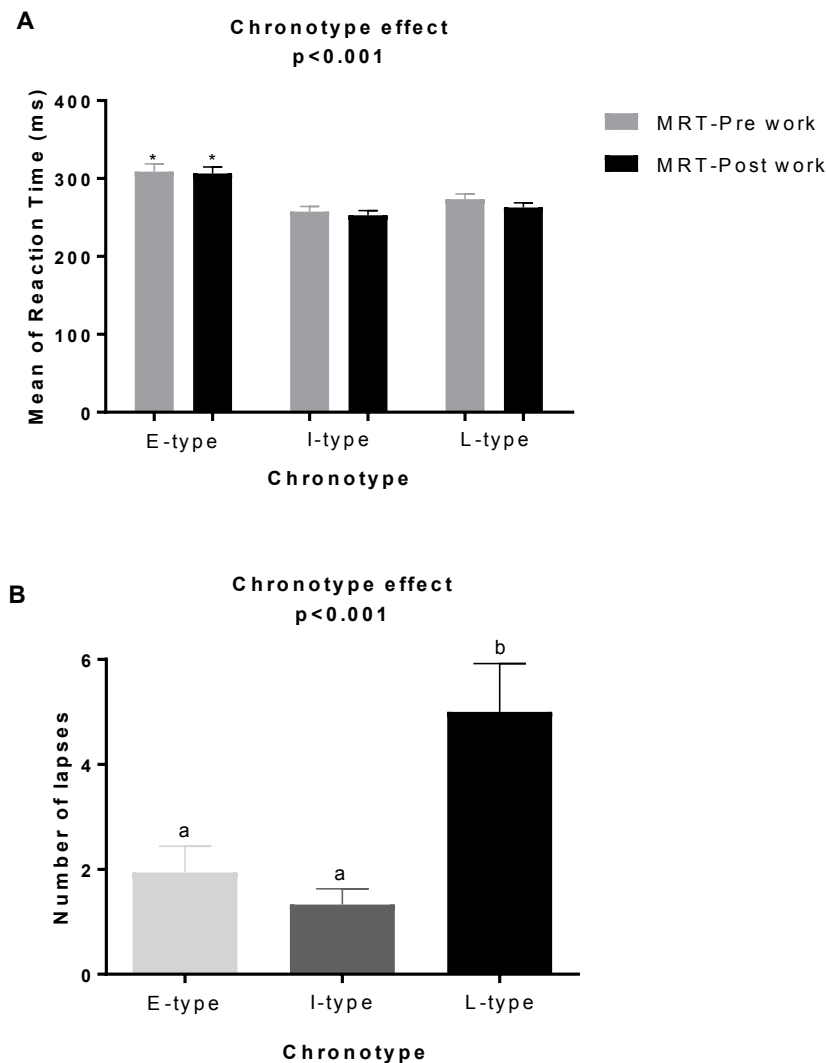 A
Chronotype effect
p<0.001
Mean of Reaction Time (ms)
400
300
200
100
0
* *
E-type I-type L-type
Chronotype
MRT-Pre work
MRT-Post work
B
Chronotype effect
p<0.001
Number of lapses
6
4
2
0
a a b
E-type I-type L-type
Chronotype